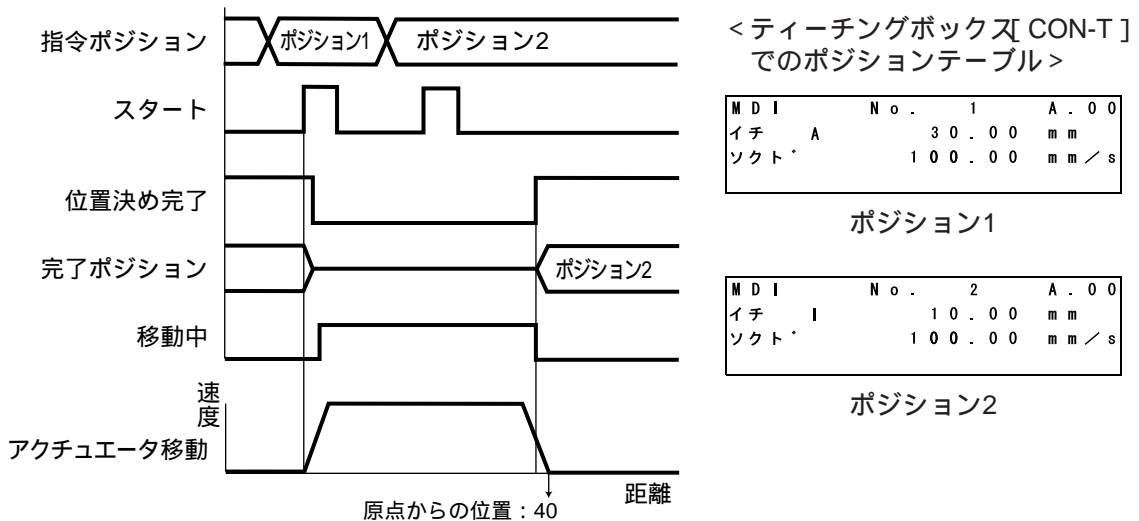 指令ポジション
ポジション1
ポジション2
スタート
位置決め完了
完了ポジション
ポジション2
移動中
速度
アクチュエータ移動
距離
原点からの位置：40
＜ティーチングボックス[ CON-T ]
でのポジションテーブル＞
MDI No. 1 A.00
イチ A 30.00 mm
ソクド 100.00 mm/s
ポジション1
MDI No. 2 A.00
イチ I 10.00 mm
ソクド 100.00 mm/s
ポジション2